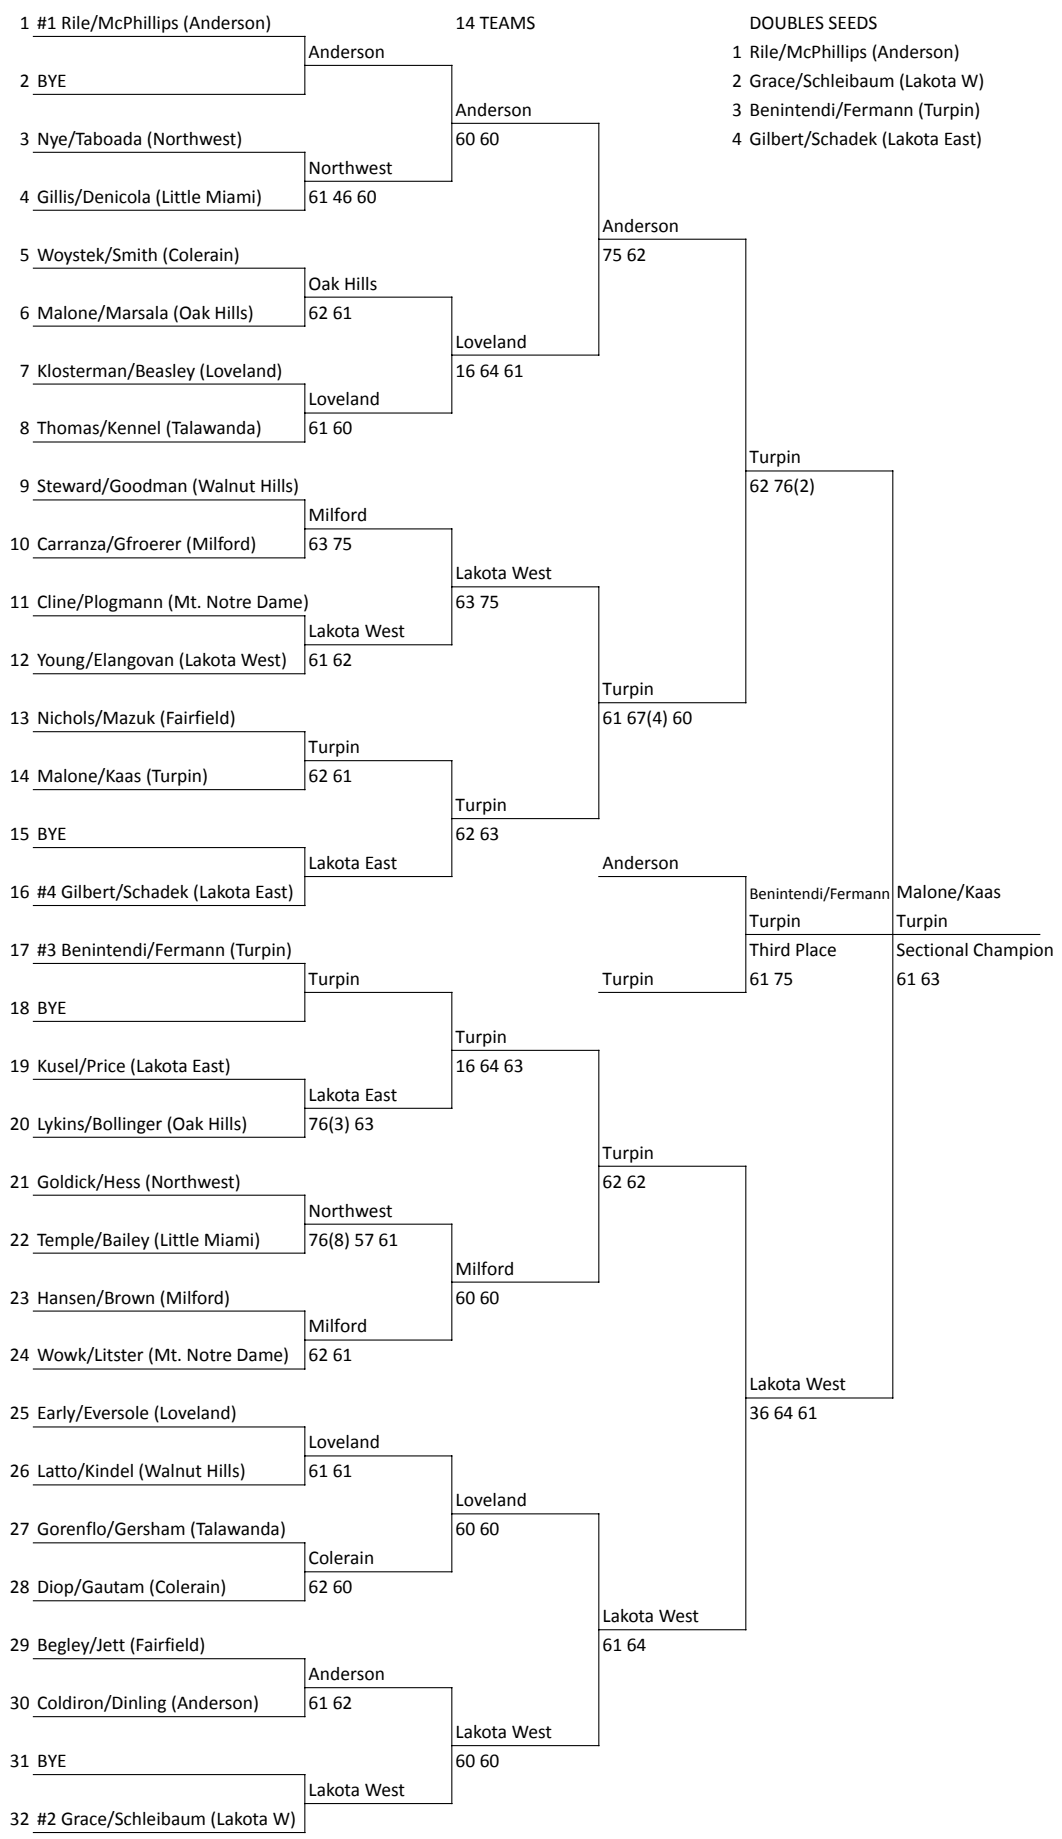 1 #1 Rile/McPhillips (Anderson)
14 TEAMS
DOUBLES SEEDS
Anderson
1 Rile/McPhillips (Anderson)
2 BYE
2 Grace/Schleibaum (Lakota W)
Anderson
3 Benintendi/Fermann (Turpin)
3 Nye/Taboada (Northwest)
60 60
4 Gilbert/Schadek (Lakota East)
Northwest
4 Gillis/Denicola (Little Miami)
61 46 60
Anderson
5 Woystek/Smith (Colerain)
75 62
Oak Hills
6 Malone/Marsala (Oak Hills)
62 61
Loveland
7 Klosterman/Beasley (Loveland)
16 64 61
Loveland
8 Thomas/Kennel (Talawanda)
61 60
Turpin
9 Steward/Goodman (Walnut Hills)
62 76(2)
Milford
10 Carranza/Gfroerer (Milford)
63 75
Lakota West
11 Cline/Plogmann (Mt. Notre Dame)
63 75
Lakota West
12 Young/Elangovan (Lakota West)
61 62
Turpin
13 Nichols/Mazuk (Fairfield)
61 67(4) 60
Turpin
14 Malone/Kaas (Turpin)
62 61
Turpin
15 BYE
62 63
Lakota East
Anderson
16 #4 Gilbert/Schadek (Lakota East)
Benintendi/Fermann
Malone/Kaas
Turpin
Turpin
17 #3 Benintendi/Fermann (Turpin)
Third Place
Sectional Champion
Turpin
Turpin
61 75
61 63
18 BYE
Turpin
19 Kusel/Price (Lakota East)
16 64 63
Lakota East
20 Lykins/Bollinger (Oak Hills)
76(3) 63
Turpin
21 Goldick/Hess (Northwest)
62 62
Northwest
22 Temple/Bailey (Little Miami)
76(8) 57 61
Milford
23 Hansen/Brown (Milford)
60 60
Milford
24 Wowk/Litster (Mt. Notre Dame)
62 61
Lakota West
25 Early/Eversole (Loveland)
36 64 61
Loveland
26 Latto/Kindel (Walnut Hills)
61 61
Loveland
27 Gorenflo/Gersham (Talawanda)
60 60
Colerain
28 Diop/Gautam (Colerain)
62 60
Lakota West
29 Begley/Jett (Fairfield)
61 64
Anderson
30 Coldiron/Dinling (Anderson)
61 62
Lakota West
31 BYE
60 60
Lakota West
32 #2 Grace/Schleibaum (Lakota W)